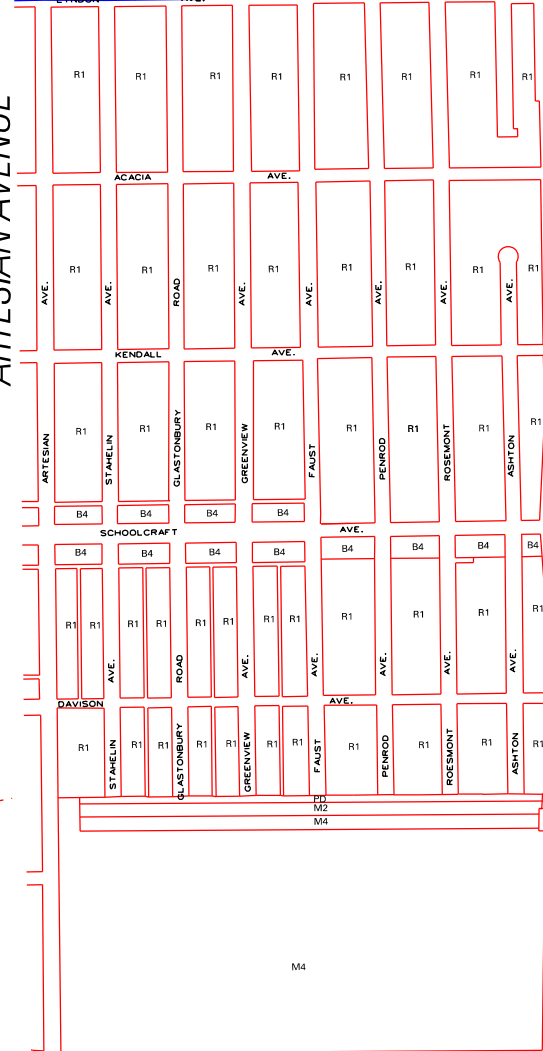 LYNDON AVE.
R1 R1 R1 R1 R1 R1 R1 R1
ACACIA AVE.
R1 R1 R1 R1 R1 R1 R1 R1
AVE. AVE. ROAD AVE. AVE. AVE. AVE. AVE.
ARTESIAN AVENUE
KENDALL AVE.
R1 R1 R1 R1 R1 R1 R1 R1
ARTESIAN STAHELIN GLASTONBURY GREENVIEW FAUST PENROD ROSEMONT ASHTON
B4 B4 B4 B4
SCHOOLCRAFT AVE.
B4 B4 B4 B4 B4 B4 B4 B4
R1 R1 R1 R1 R1 R1 R1 R1 R1 R1 R1 R1
AVE. ROAD AVE. AVE. AVE. AVE. AVE.
DAVISON AVE.
R1 R1 R1 R1 R1 R1 R1 R1 R1 R1 R1
STAHELIN GLASTONBURY GREENVIEW FAUST PENROD ROESMONT ASHTON
PD
M2
M4
M4